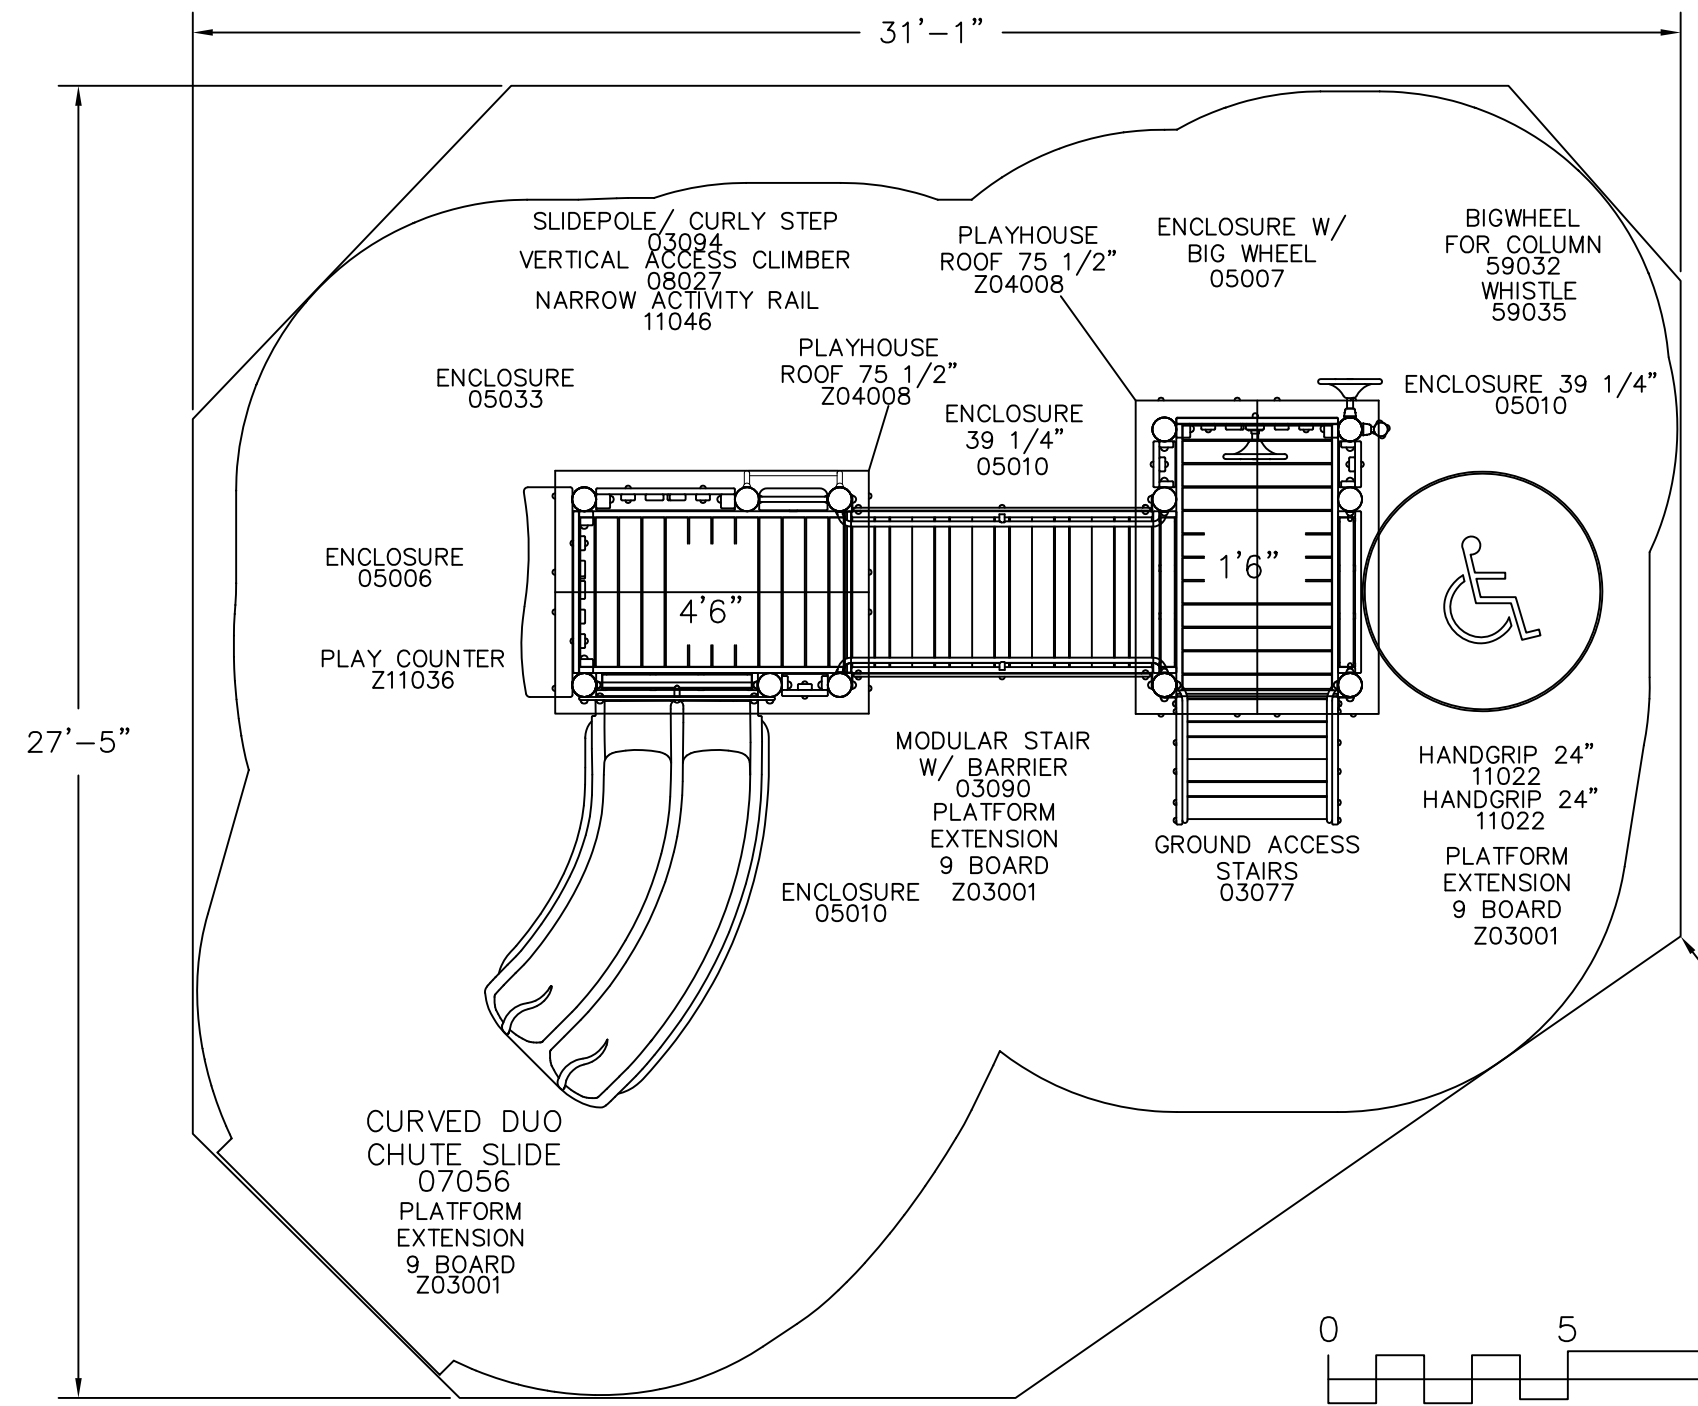 31'-1"
SLIDEPOLE/ CURLY STEP
03094
VERTICAL ACCESS CLIMBER
08027
NARROW ACTIVITY RAIL
11046
PLAYHOUSE
ROOF 75 1/2"
Z04008
ENCLOSURE W/
BIG WHEEL
05007
BIGWHEEL
FOR COLUMN
59032
WHISTLE
59035
ENCLOSURE
05033
PLAYHOUSE
ROOF 75 1/2"
Z04008
ENCLOSURE
39 1/4"
05010
ENCLOSURE 39 1/4"
05010
ENCLOSURE
05006
4'6"
1'6"
PLAY COUNTER
Z11036
27'-5"
MODULAR STAIR
W/ BARRIER
03090
PLATFORM
EXTENSION
9 BOARD
Z03001
ENCLOSURE
05010
GROUND ACCESS
STAIRS
03077
HANDGRIP 24"
11022
HANDGRIP 24"
11022
PLATFORM
EXTENSION
9 BOARD
Z03001
CURVED DUO
CHUTE SLIDE
07056
PLATFORM
EXTENSION
9 BOARD
Z03001
0 5